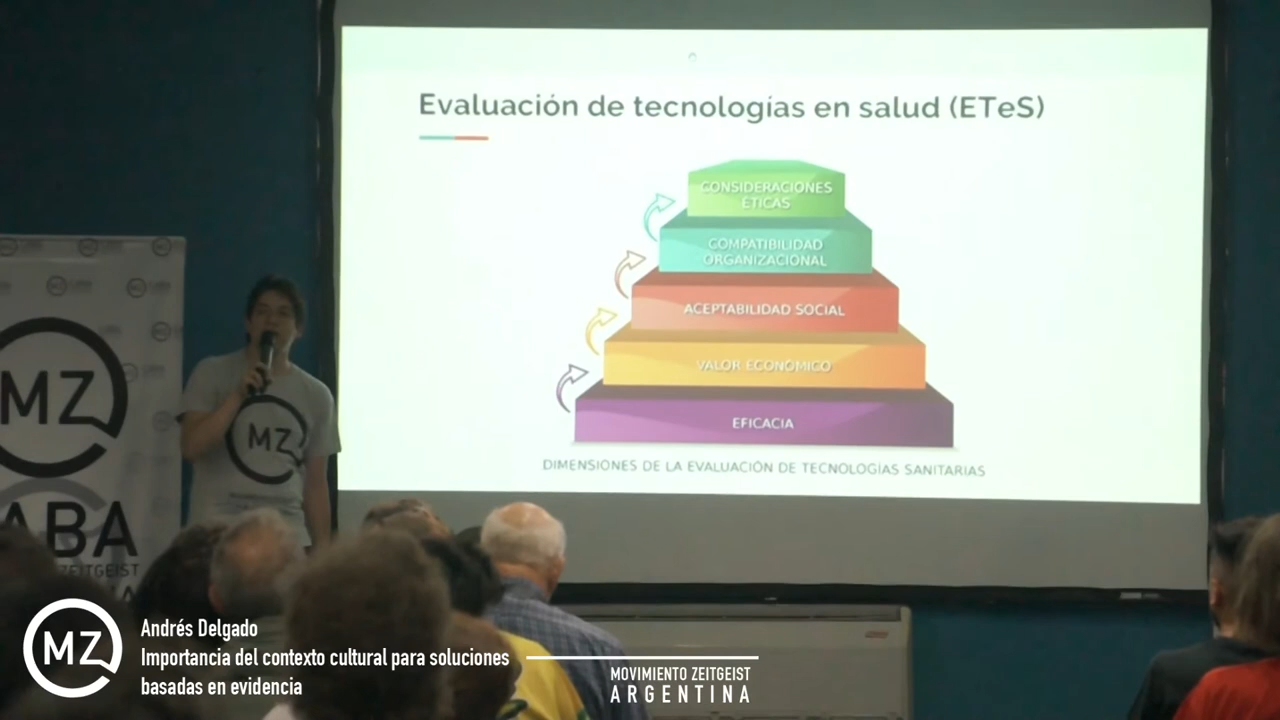 Evaluación de tecnologías en salud (ETeS)
CONSIDERACIONES
ÉTICAS
COMPATIBILIDAD
ORGANIZACIONAL
ACEPTABILIDAD SOCIAL
VALOR ECONÓMICO
EFICACIA
DIMENSIONES DE LA EVALUACIÓN DE TECNOLOGÍAS SANITARIAS
MZ
MZ
ABA
ZEITGEIST
MZ
Andrés Delgado
Importancia del contexto cultural para soluciones
basadas en evidencia
MOVIMIENTO ZEITGEIST
ARGENTINA